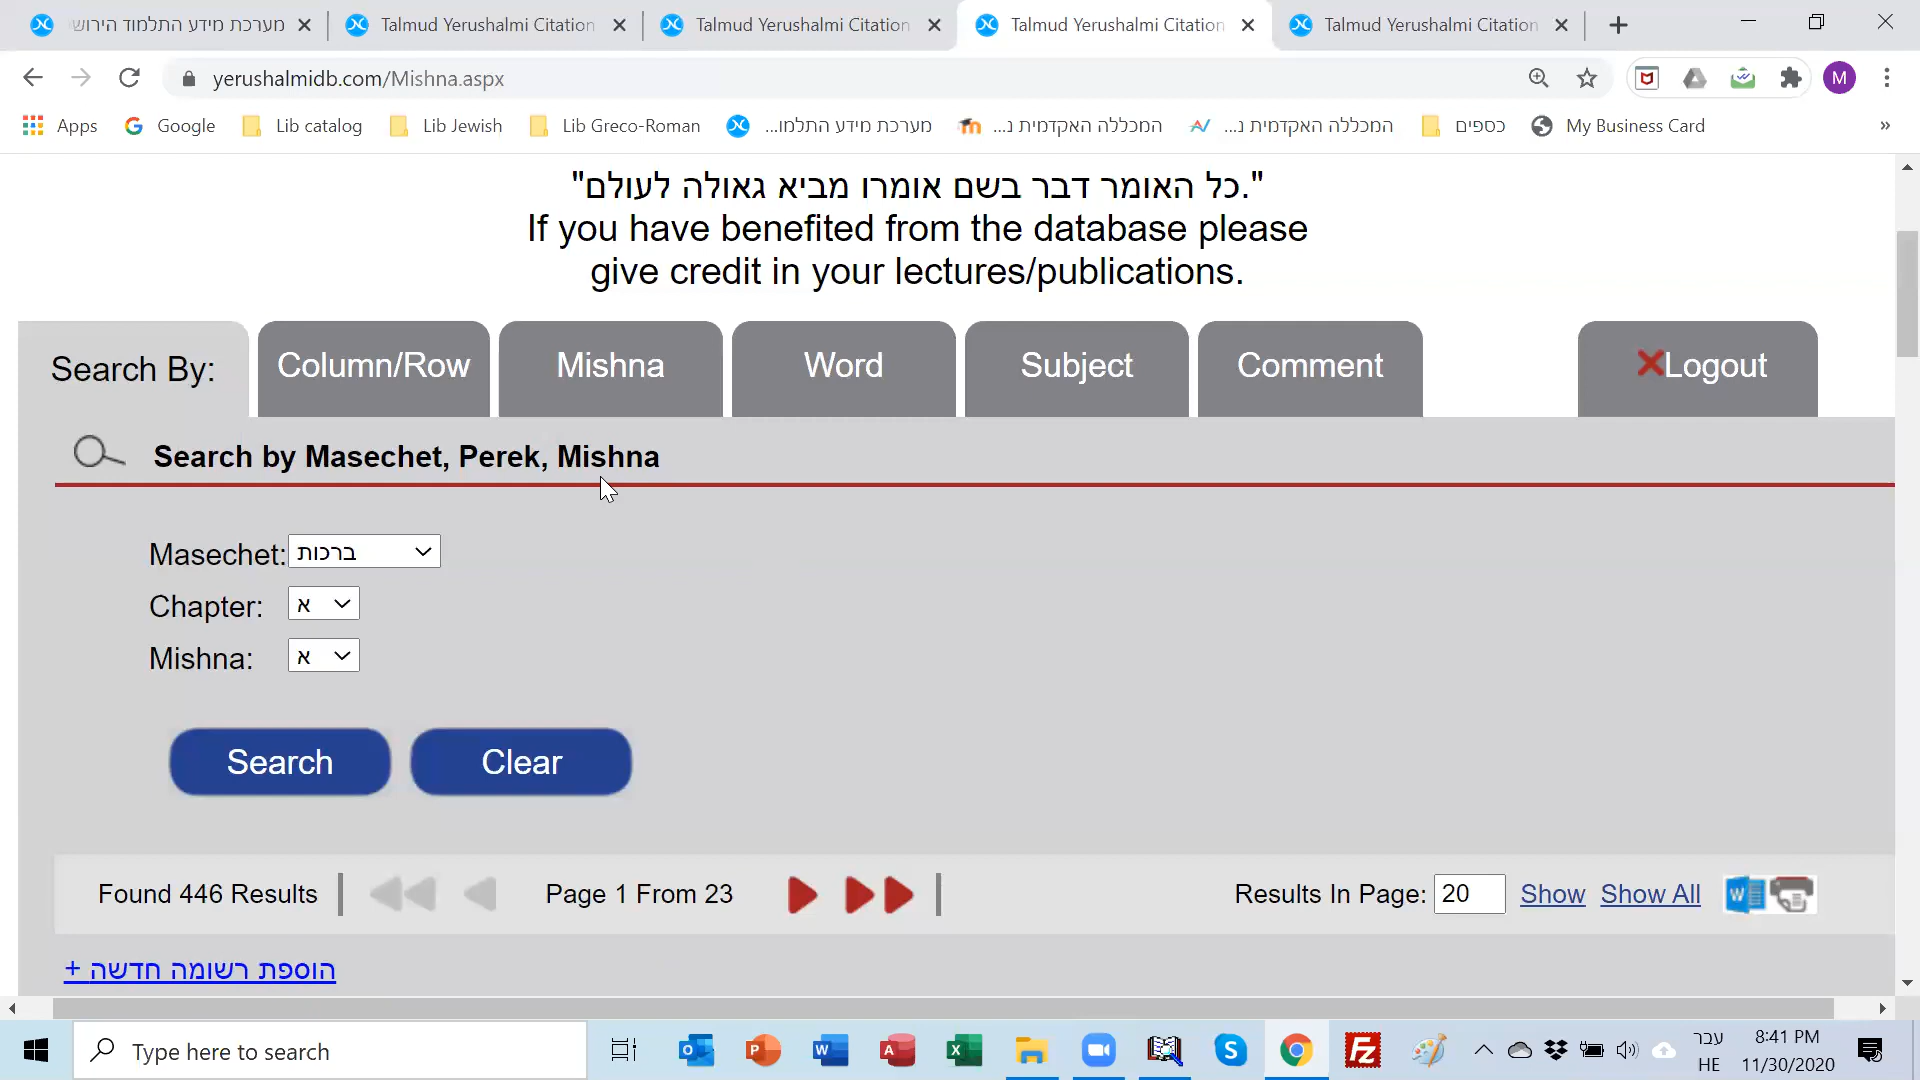 מערכת מידע התלמוד הירוש
Talmud Yerushalmi Citation
Talmud Yerushalmi Citation
Talmud Yerushalmi Citation
Talmud Yerushalmi Citation
yerushalmidb.com/Mishna.aspx
M
Apps
Google
Lib catalog
Lib Jewish
Lib Greco-Roman
מערכת מידע התלמו...
המכללה האקדמית נ...
המכללה האקדמית נ...
כספים
My Business Card
»
"כל האומר דבר בשם אומרו מביא גאולה לעולם."
If you have benefited from the database please
give credit in your lectures/publications.
Search By:
Column/Row
Mishna
Word
Subject
Comment
Logout
Search by Masechet, Perek, Mishna
Masechet: ברכות
Chapter: א
Mishna: א
Search
Clear
Found 446 Results
Page 1 From 23
Results In Page: 20
Show
Show All
הוספת רשומה חדשה +
Type here to search
עבר
HE
8:41 PM
11/30/2020